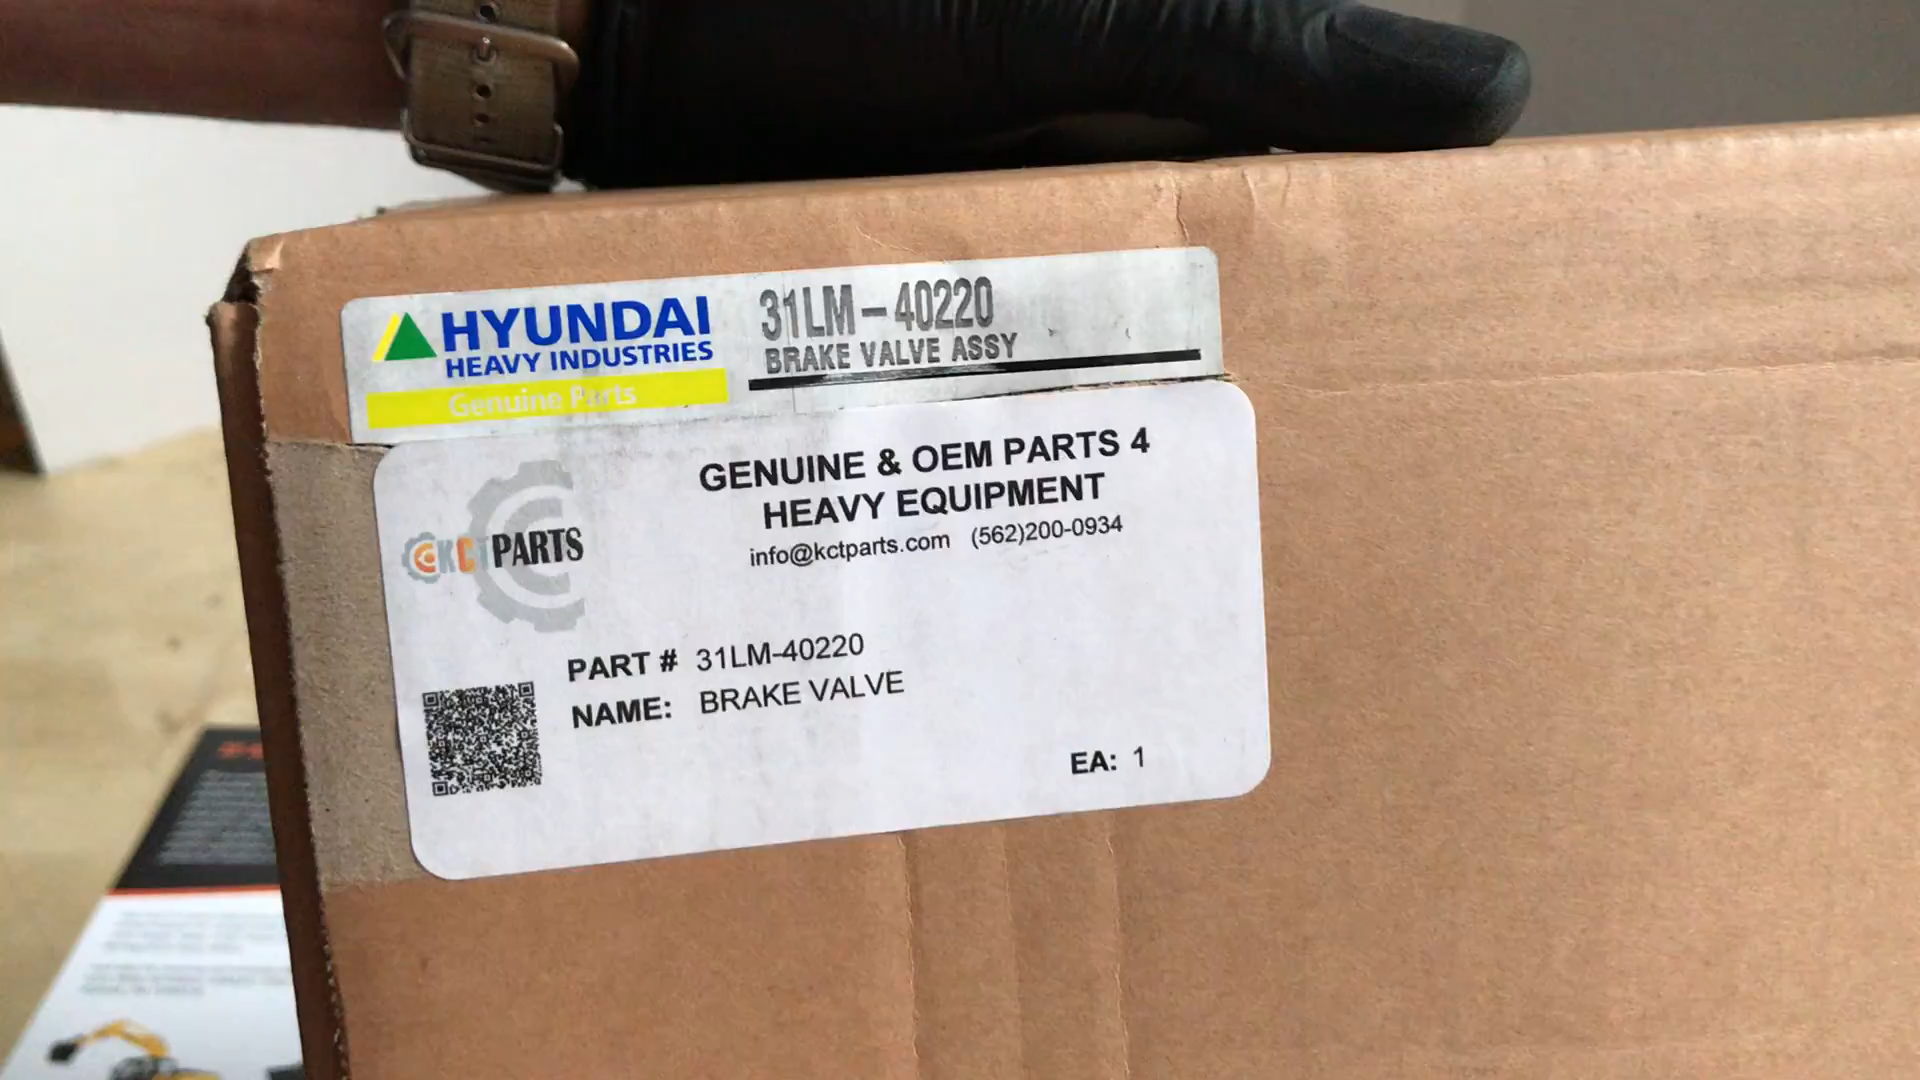 HYUNDAI
HEAVY INDUSTRIES
Genuine Parts
31LM-40220
BRAKE VALVE ASSY
GENUINE & OEM PARTS 4
HEAVY EQUIPMENT
info@kctparts.com (562)200-0934
KCTPARTS
PART # 31LM-40220
NAME: BRAKE VALVE
EA: 1